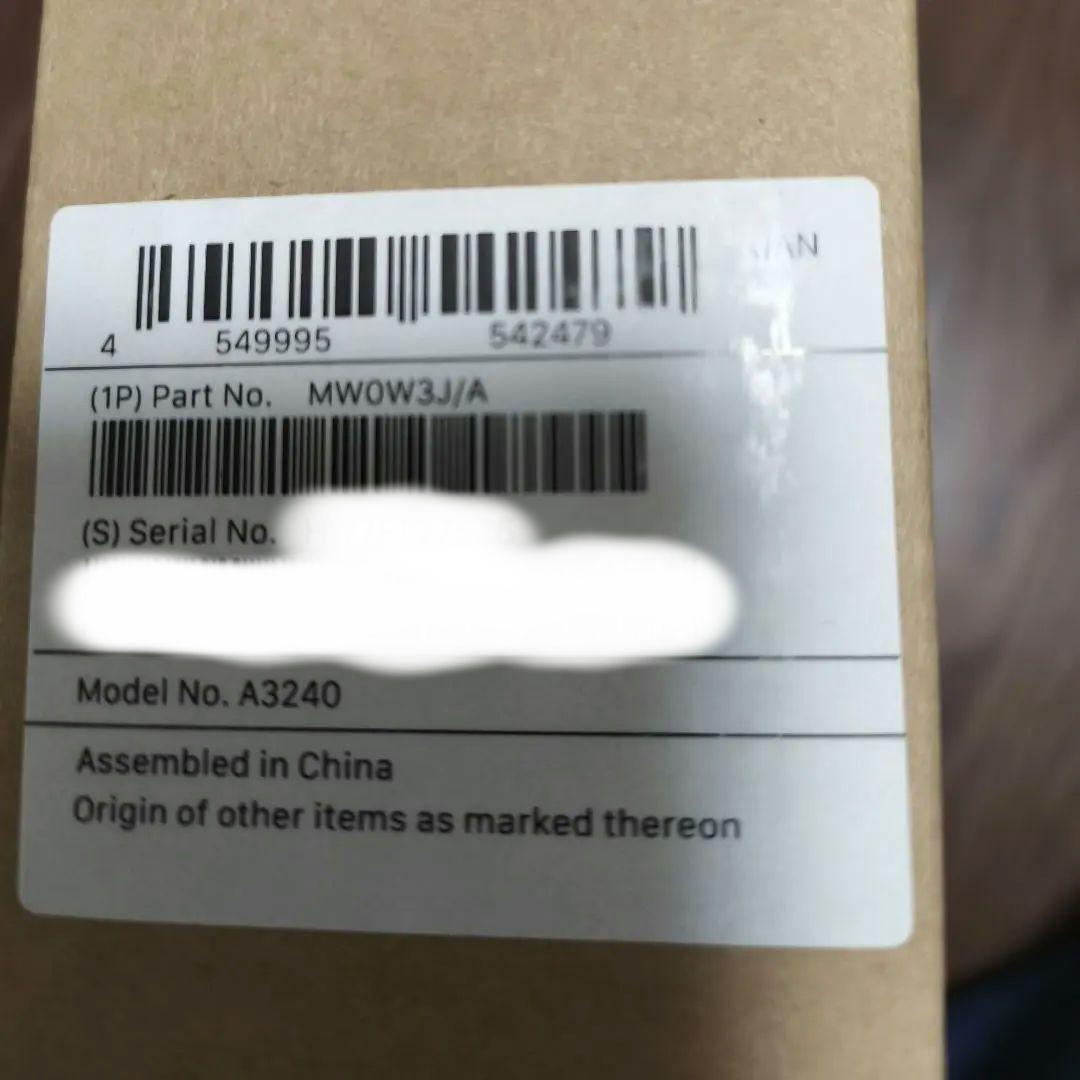 4 549995 542479
(1P) Part No. MW0W3J/A
(S) Serial No.
Model No. A3240
Assembled in China
Origin of other items as marked thereon